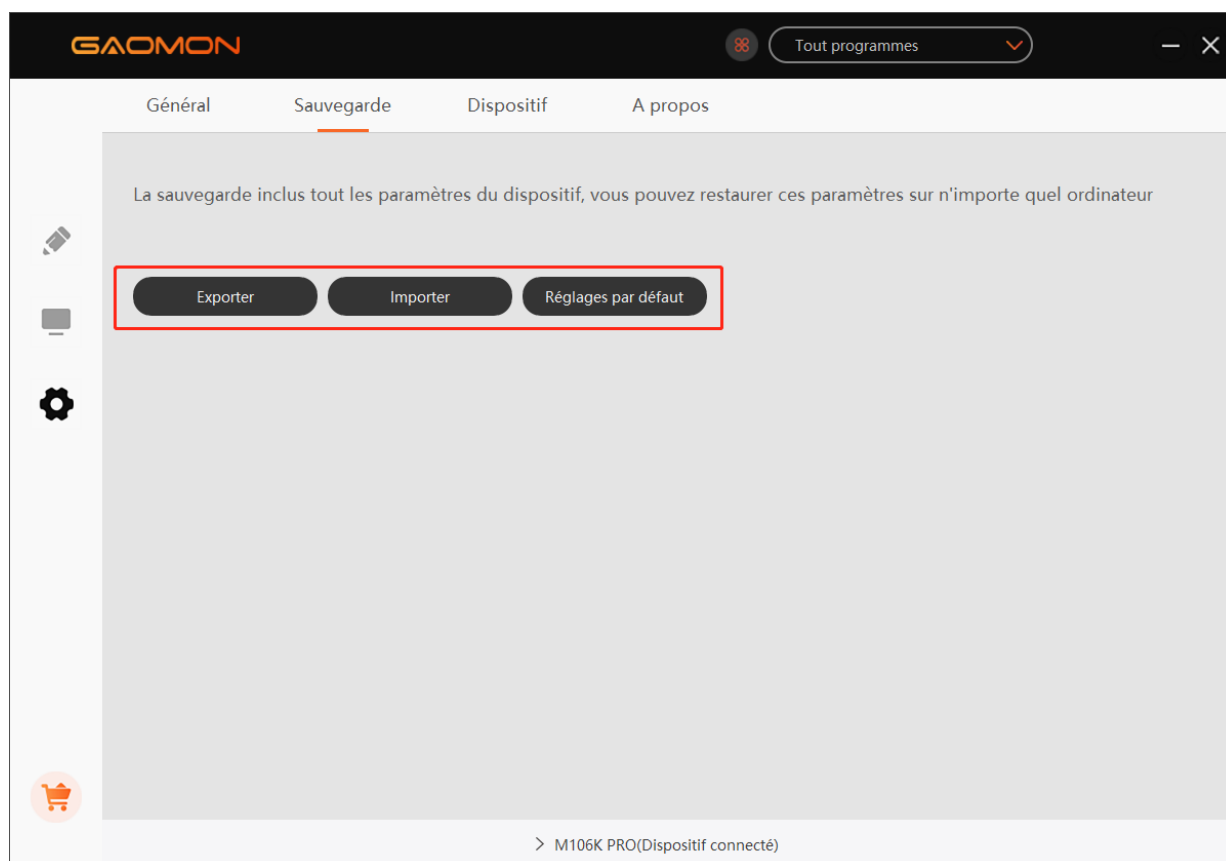 GAOMON
Tout programmes
Général Sauvegarde Dispositif A propos
La sauvegarde inclus tout les paramètres du dispositif, vous pouvez restaurer ces paramètres sur n'importe quel ordinateur
Exporter Importer Réglages par défaut
M106K PRO(Dispositif connecté)